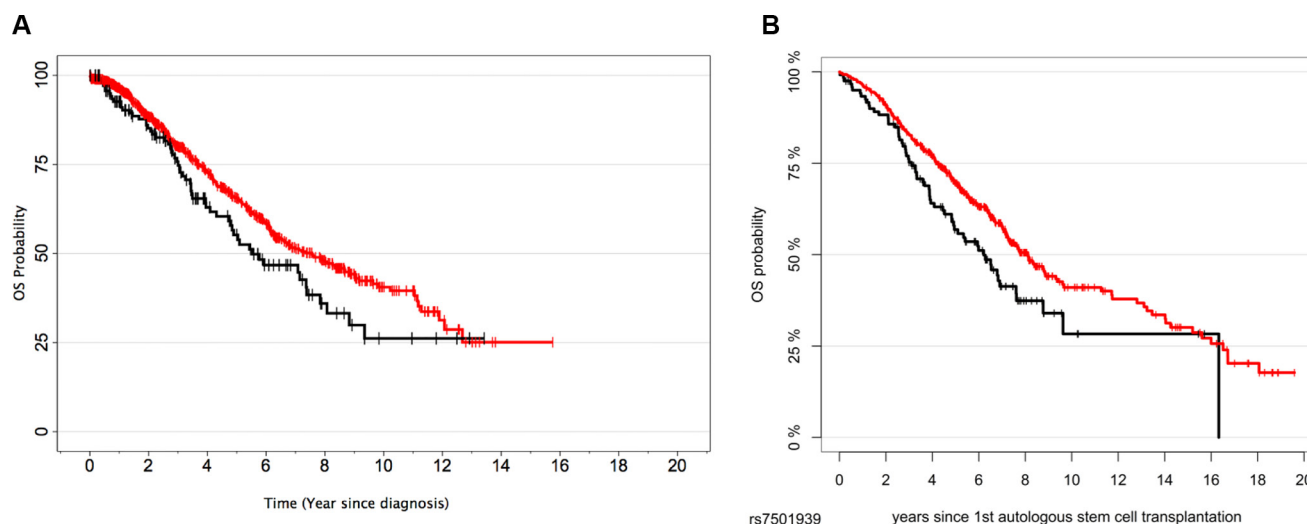 A
B
100
75
50
25
0
OS Probability
0 2 4 6 8 10 12 14 16 18 20
Time (Year since diagnosis)
100 %
75 %
50 %
25 %
0 %
OS probability
0 2 4 6 8 10 12 14 16 18 20
rs7501939 years since 1st autologous stem cell transplantation